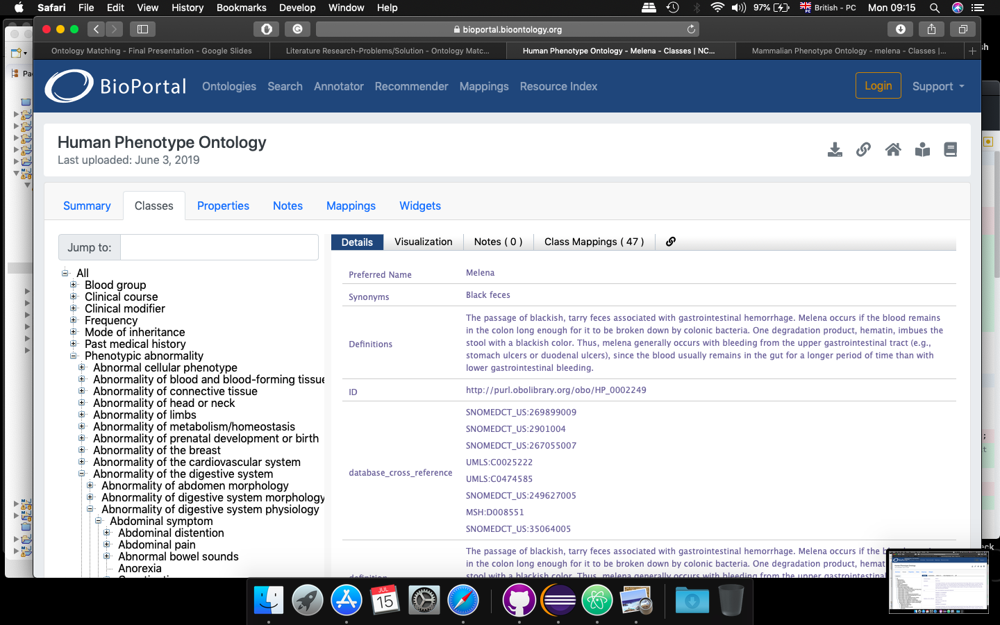 Safari File Edit View History Bookmarks Develop Window Help 97% British - PC Mon 09:15
bioportal.bioontology.org
Ontology Matching - Final Presentation - Google Slides
Literature Research-Problems/Solution - Ontology Matc...
Human Phenotype Ontology - Melena - Classes | NC...
Mammalian Phenotype Ontology - melena - Classes |...
BioPortal Ontologies Search Annotator Recommender Mappings Resource Index Login Support
Human Phenotype Ontology
Last uploaded: June 3, 2019
Summary Classes Properties Notes Mappings Widgets
Jump to:
All
Blood group
Clinical course
Clinical modifier
Frequency
Mode of inheritance
Past medical history
Phenotypic abnormality
Abnormal cellular phenotype
Abnormality of blood and blood-forming tissue
Abnormality of connective tissue
Abnormality of head or neck
Abnormality of limbs
Abnormality of metabolism/homeostasis
Abnormality of prenatal development or birth
Abnormality of the breast
Abnormality of the cardiovascular system
Abnormality of the digestive system
Abnormality of abdomen morphology
Abnormality of digestive system morphology
Abnormality of digestive system physiology
Abdominal symptom
Abdominal distention
Abdominal pain
Abnormal bowel sounds
Anorexia
Details Visualization Notes ( 0 ) Class Mappings ( 47 )
Preferred Name Melena
Synonyms Black feces
Definitions
The passage of blackish, tarry feces associated with gastrointestinal hemorrhage. Melena occurs if the blood remains
in the colon long enough for it to be broken down by colonic bacteria. One degradation product, hematin, imbues the
stool with a blackish color. Thus, melena generally occurs with bleeding from the upper gastrointestinal tract (e.g.,
stomach ulcers or duodenal ulcers), since the blood usually remains in the gut for a longer period of time than with
lower gastrointestinal bleeding.
ID http://purl.obolibrary.org/obo/HP_0002249
database_cross_reference
SNOMEDCT_US:269899009
SNOMEDCT_US:2901004
SNOMEDCT_US:267055007
UMLS:C0025222
UMLS:C0474585
SNOMEDCT_US:249627005
MSH:D008551
SNOMEDCT_US:35064005
The passage of blackish, tarry feces associated with gastrointestinal hemorrhage. Melena occurs if the b
in the colon long enough for it to be broken down by colonic bacteria. One degradation product, hemat
stool with a blackish color. Thus, melena generally occurs with bleeding from the upper gastrointestinal
definition
JUL
15